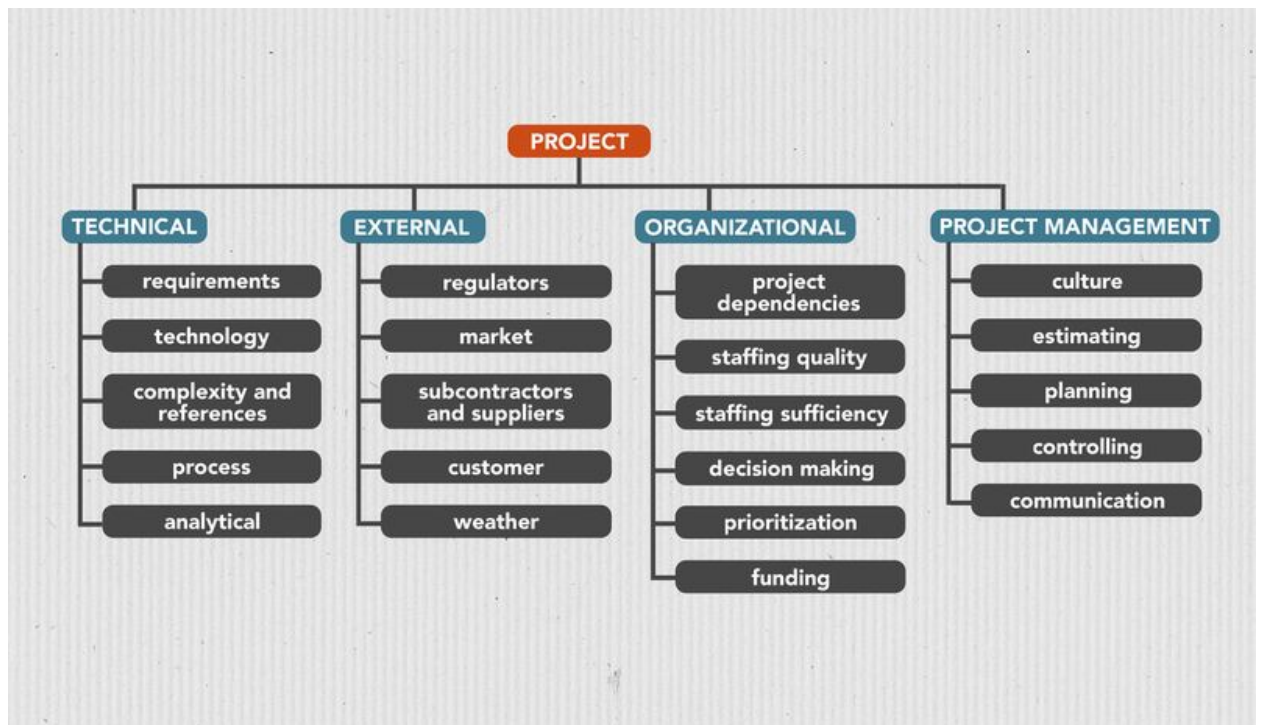 PROJECT
TECHNICAL
requirements
technology
complexity and
references
process
analytical
EXTERNAL
regulators
market
subcontractors
and suppliers
customer
weather
ORGANIZATIONAL
project
dependencies
staffing quality
staffing sufficiency
decision making
prioritization
funding
PROJECT MANAGEMENT
culture
estimating
planning
controlling
communication